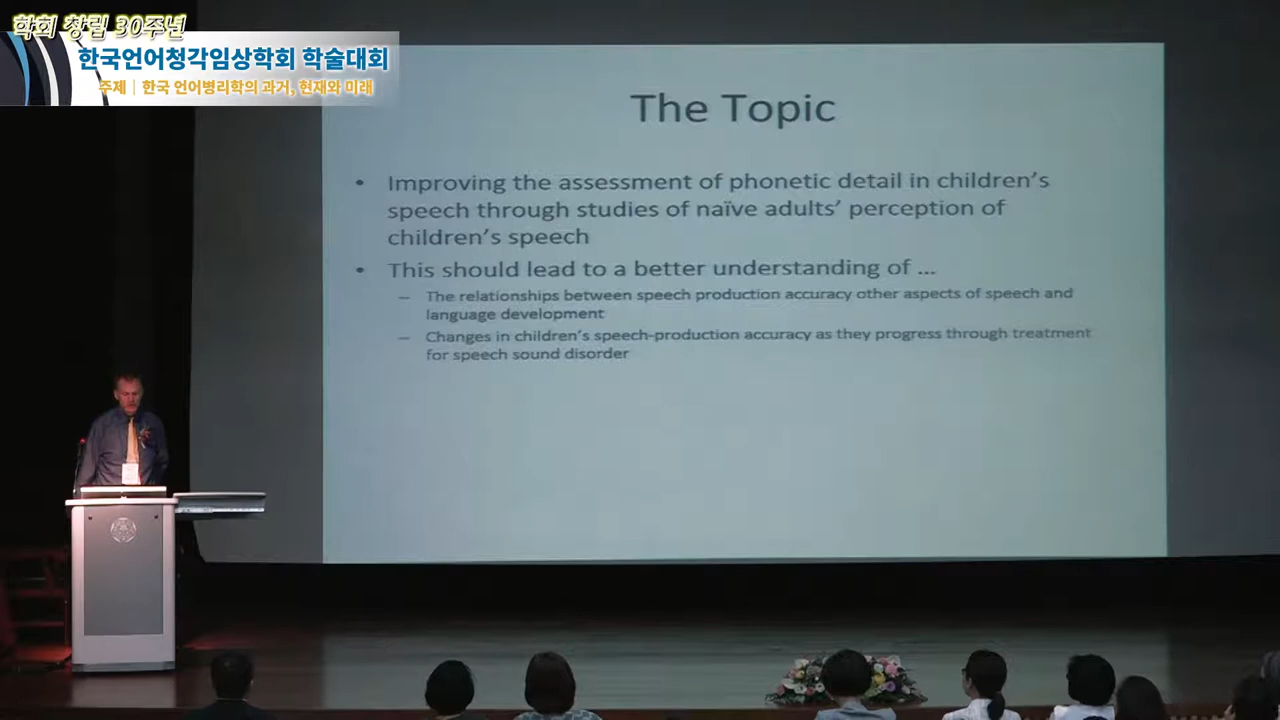 학회 창립 30주년
한국언어청각임상학회 학술대회
주제 | 한국 언어병리학의 과거, 현재와 미래
The Topic
• Improving the assessment of phonetic detail in children's
speech through studies of naïve adults' perception of
children's speech
• This should lead to a better understanding of ...
– The relationships between speech production accuracy other aspects of speech and
language development
– Changes in children's speech-production accuracy as they progress through treatment
for speech sound disorder